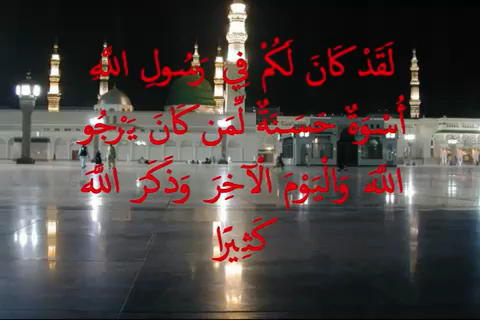 لَقَدْ كَانَ لَكُمْ فِي رَسُولِ اللَّهِ
أُسْوَةٌ حَسَنَةٌ لِّمَن كَانَ يَرْجُو
اللَّهَ وَالْيَوْمَ الْآخِرَ وَذَكَرَ اللَّهَ
كَثِيرًا